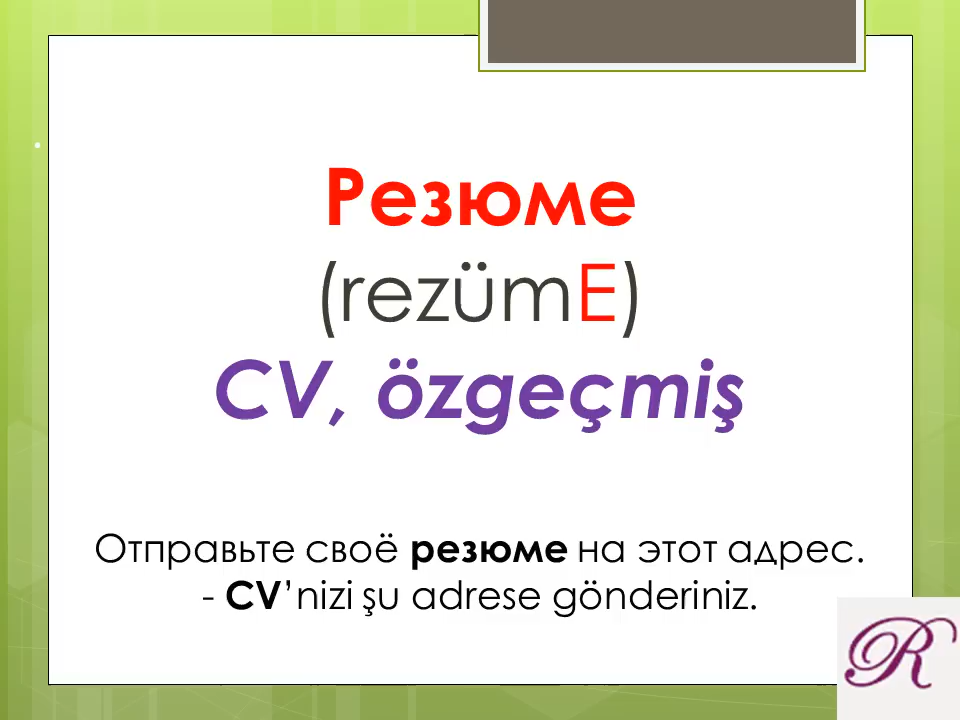 Резюме
(rezümE)
CV, özgeçmiş
Отправьте своё резюме на этот адрес.
- CV’nizi şu adrese gönderiniz.
R